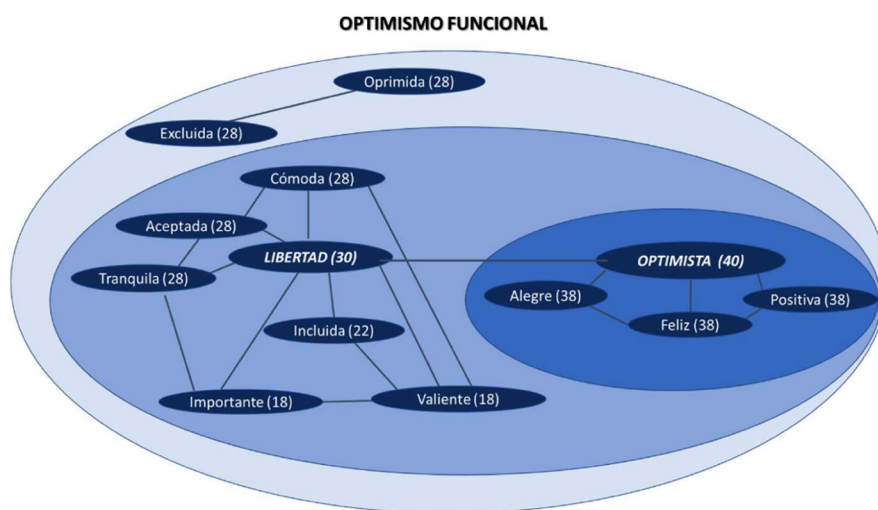 OPTIMISMO FUNCIONAL
Oprimida (28)
Excluida (28)
Cómoda (28)
Aceptada (28)
LIBERTAD (30)
OPTIMISTA (40)
Tranquila (28)
Alegre (38)
Positiva (38)
Feliz (38)
Incluida (22)
Importante (18)
Valiente (18)